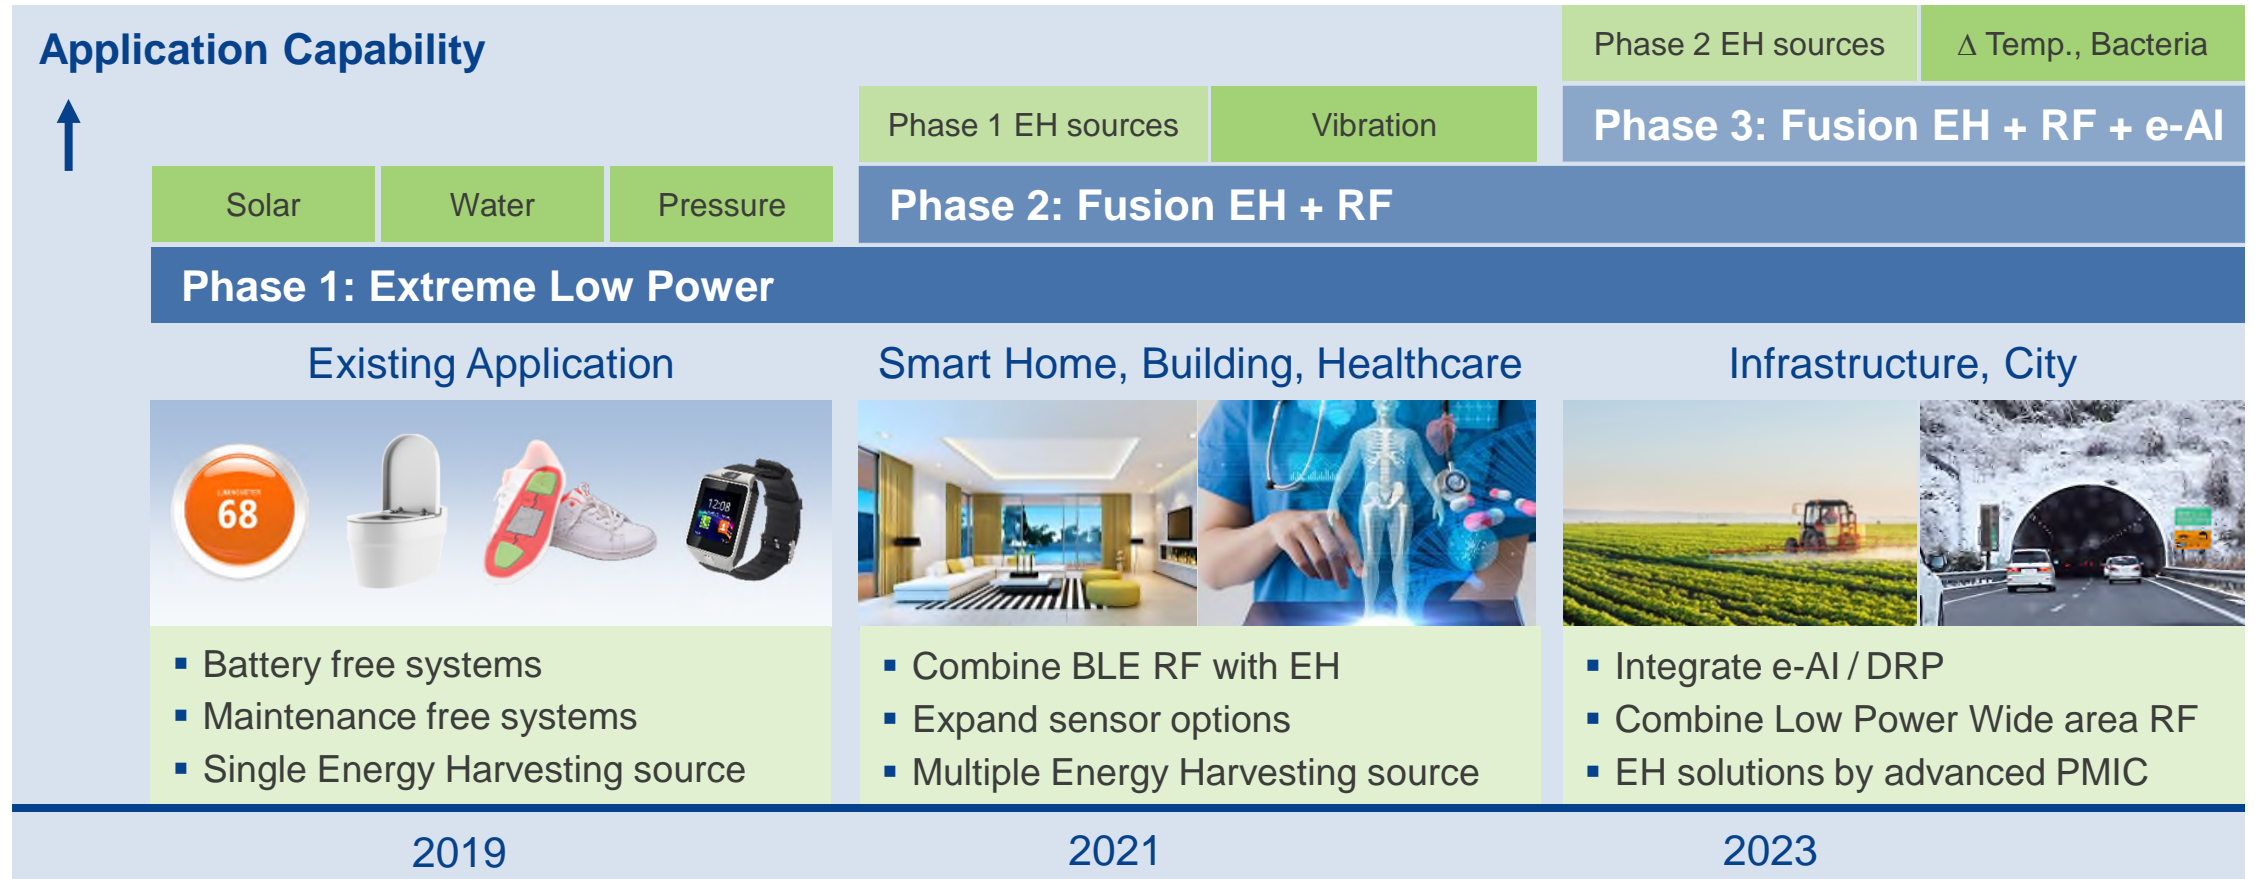 Application Capability
Phase 2 EH sources
Δ Temp., Bacteria
Phase 1 EH sources
Vibration
Phase 3: Fusion EH + RF + e-AI
Solar
Water
Pressure
Phase 2: Fusion EH + RF
Phase 1: Extreme Low Power
Existing Application
Smart Home, Building, Healthcare
Infrastructure, City
68
12:08
▪ Battery free systems
▪ Maintenance free systems
▪ Single Energy Harvesting source
▪ Combine BLE RF with EH
▪ Expand sensor options
▪ Multiple Energy Harvesting source
▪ Integrate e-AI / DRP
▪ Combine Low Power Wide area RF
▪ EH solutions by advanced PMIC
2019
2021
2023